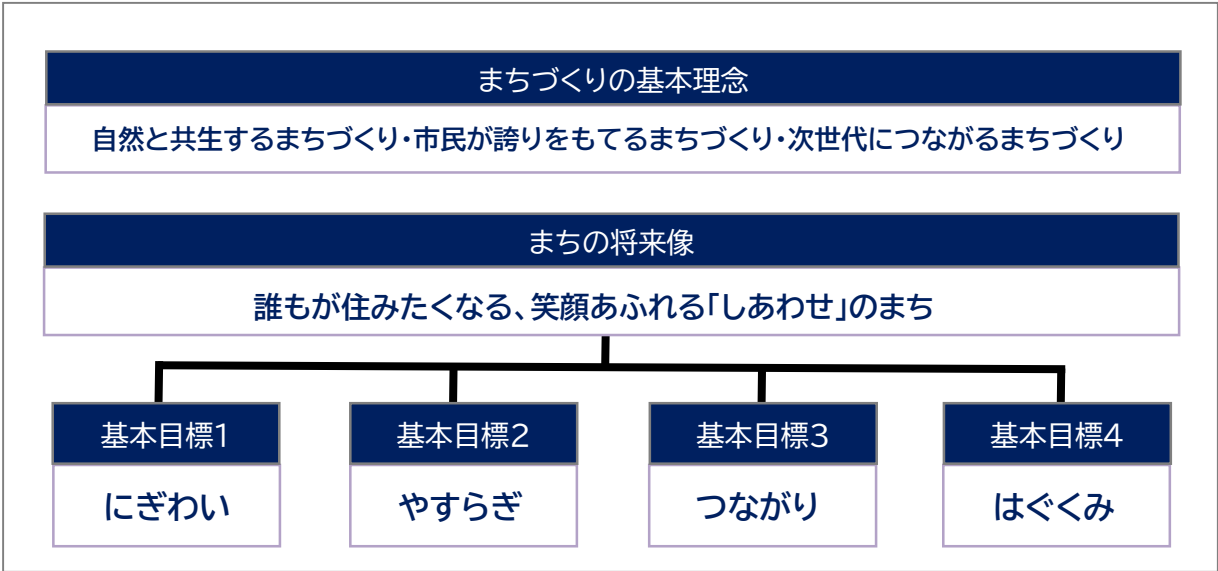 まちづくりの基本理念
自然と共生するまちづくり・市民が誇りをもてるまちづくり・次世代につながるまちづくり
まちの将来像
誰もが住みたくなる、笑顔あふれる「しあわせ」のまち
基本目標1
にぎわい
基本目標2
やすらぎ
基本目標3
つながり
基本目標4
はぐくみ